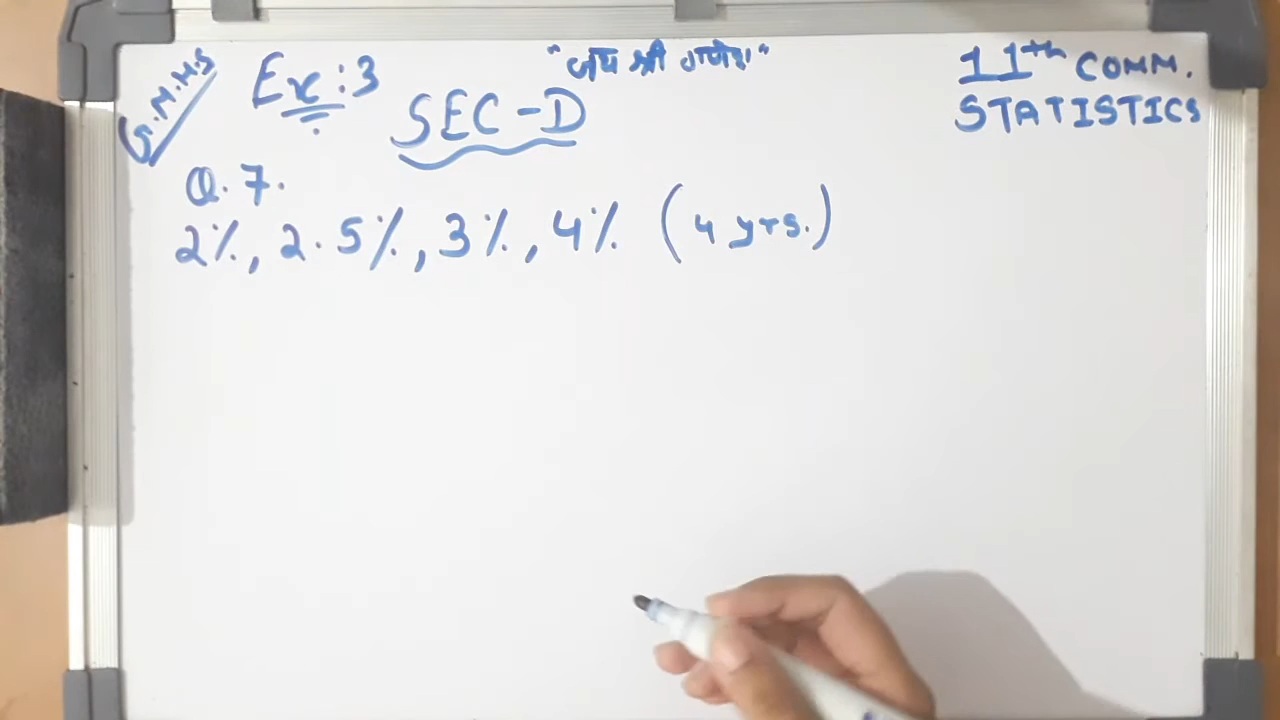 G.M.H.S
Ex:3
"जय श्री गणेश"
11th COMM.
STATISTICS
SEC-D
Q.7.
2%, 2.5%, 3%, 4% (4 yrs.)